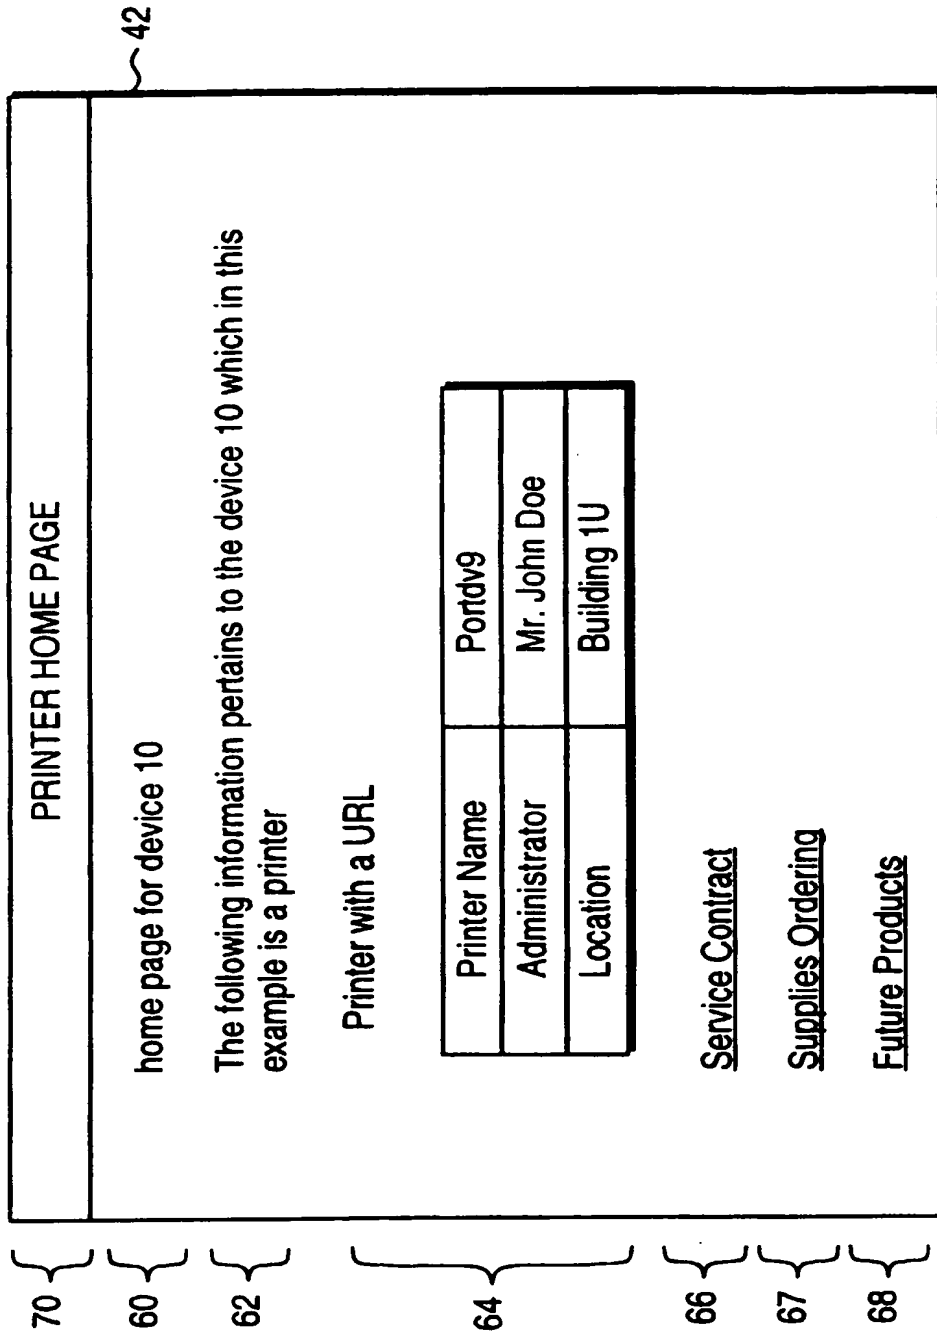 42
70 PRINTER HOME PAGE
60 home page for device 10
62 The following information pertains to the device 10 which in this
example is a printer
Printer with a URL
64
Printer Name Portdv9
Administrator Mr. John Doe
Location Building 1U
66 Service Contract
67 Supplies Ordering
68 Future Products